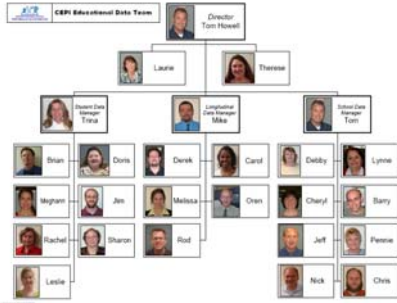 CEPI Educational Data Team
Director
Tom Howell
Laurie
Therese
Student Data
Manager
Trina
Longitudinal
Data Manager
Mike
School Data
Manager
Tom
Brian
Doris
Derek
Carol
Debby
Lynne
Meghann
Jim
Melissa
Oren
Cheryl
Barry
Rachel
Sharon
Rod
Jeff
Pennie
Leslie
Nick
Chris